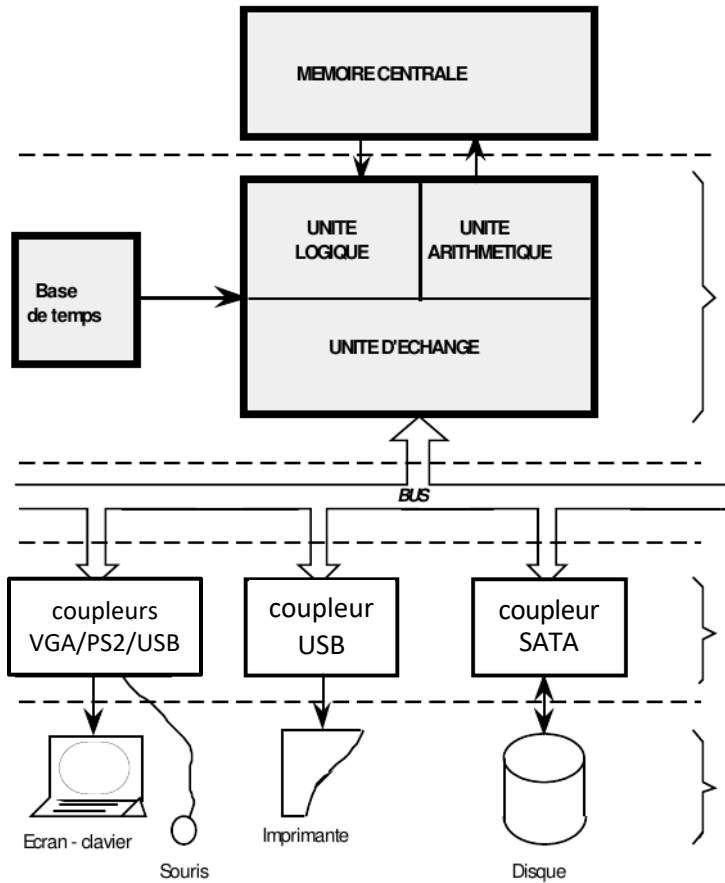 MEMOIRE CENTRALE
UNITE
LOGIQUE
UNITE
ARITHMETIQUE
Base
de temps
UNITE D'ECHANGE
BUS
coupleurs
VGA/PS2/USB
coupleur
USB
coupleur
SATA
Ecran - clavier
Souris
Imprimante
Disque